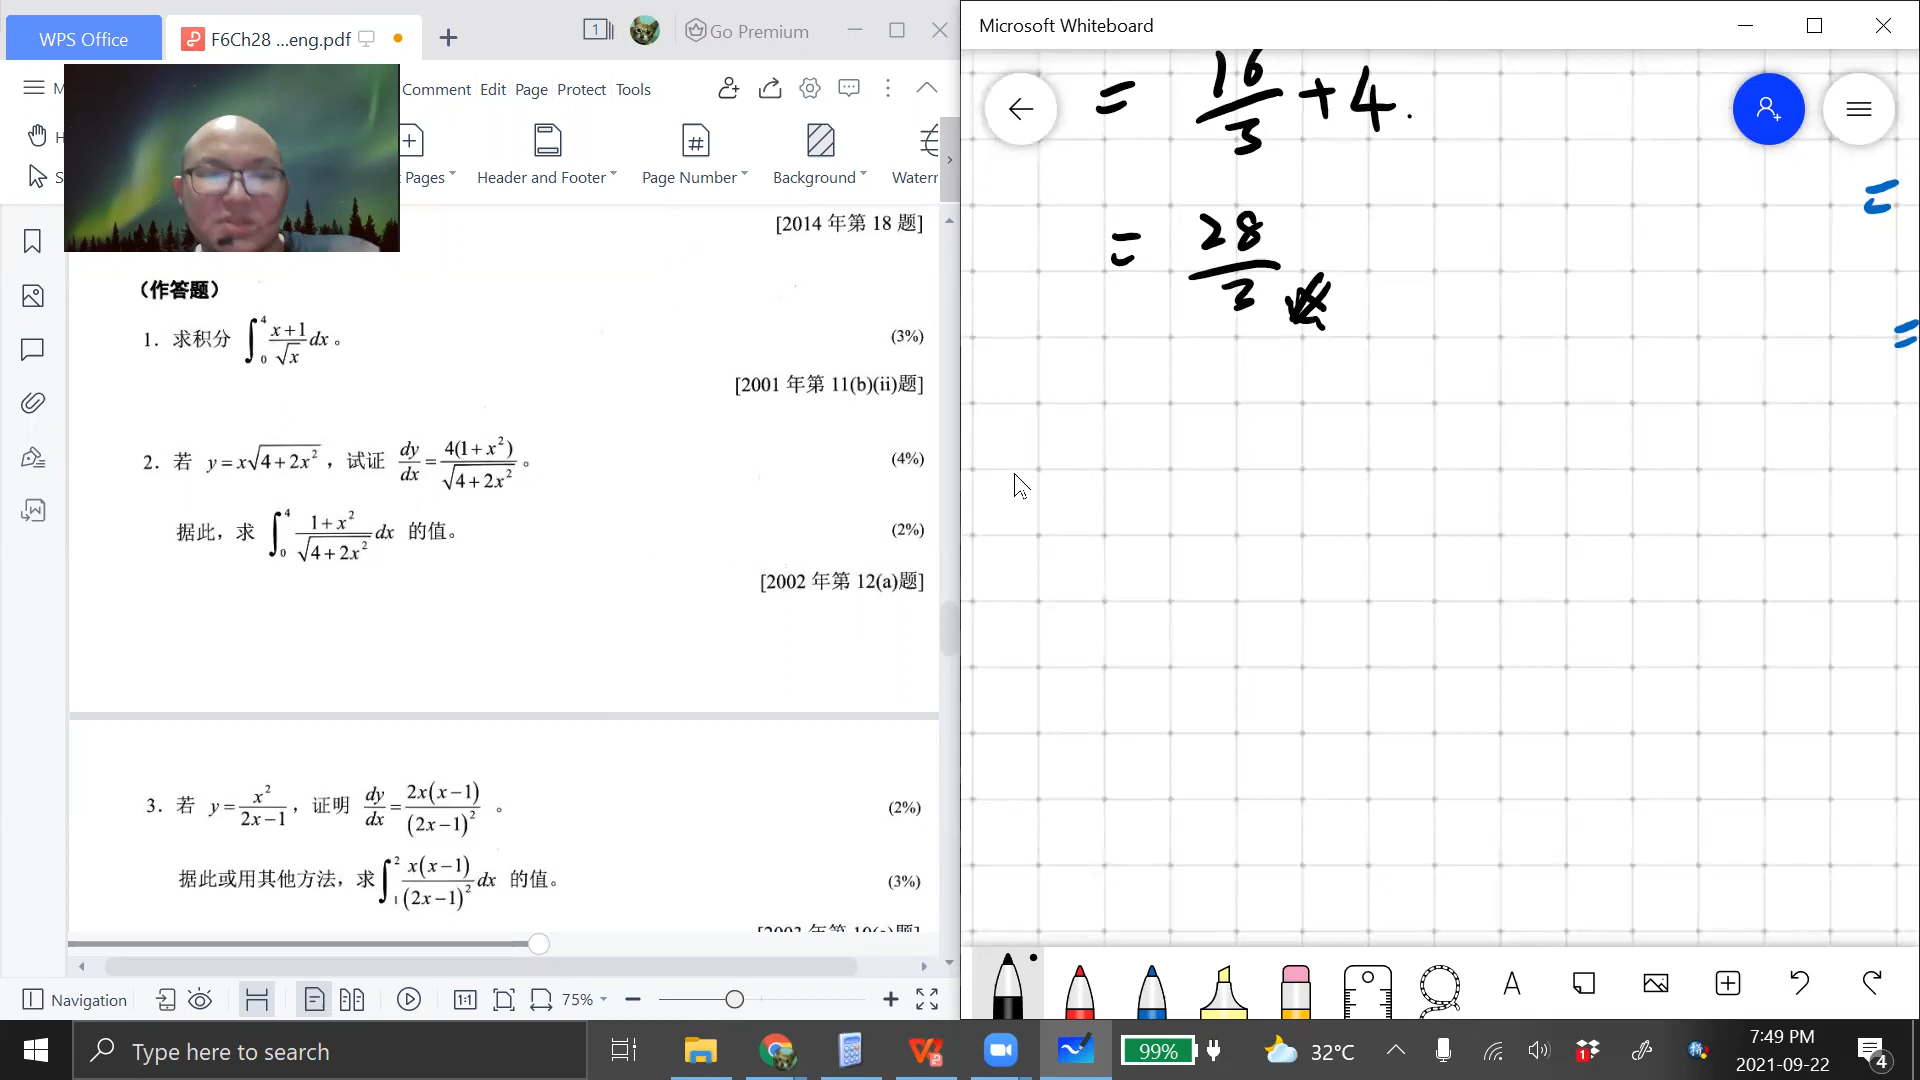 WPS Office
F6Ch28 ...eng.pdf
1
Go Premium
Comment Edit Page Protect Tools
Pages
Header and Footer
Page Number
Background
Watern
[2014 年第 18 题]
(作答题)
1. 求积分 ∫₀⁴ (x+1)/√x dx 。 (3%)
[2001 年第 11(b)(ii)题]
2. 若 y = x√(4+2x²) ，试证 dy/dx = 4(1+x²)/√(4+2x²) 。 (4%)
据此，求 ∫₀⁴ (1+x²)/√(4+2x²) dx 的值。 (2%)
[2002 年第 12(a)题]
3. 若 y = x²/(2x−1) ，证明 dy/dx = 2x(x−1)/(2x−1)² 。 (2%)
据此或用其他方法，求 ∫₁² x(x−1)/(2x−1)² dx 的值。 (3%)
Navigation
1:1
75%
Microsoft Whiteboard
= 16/3 + 4.
= 28/3
=
=
A
Type here to search
99%
32°C
1
7:49 PM
2021-09-22
4